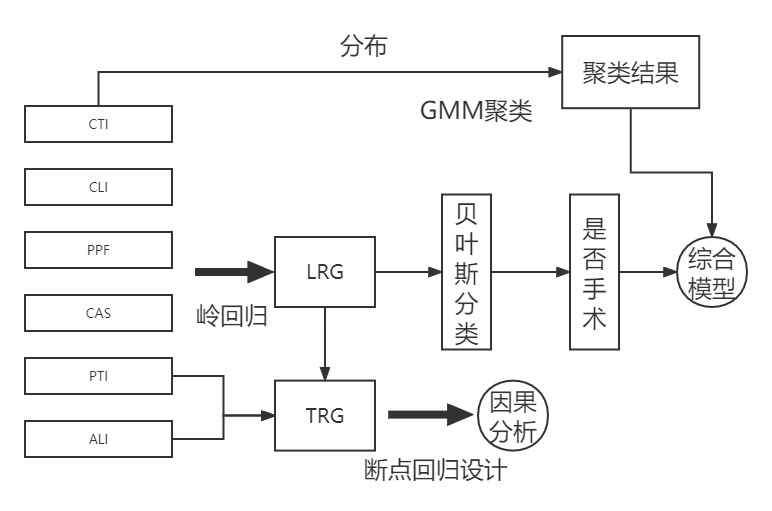 分布
聚类结果
GMM聚类
CTI
CLI
PPF
CAS
PTI
ALI
岭回归
LRG
TRG
贝叶斯分类
是否手术
综合
模型
因果
分析
断点回归设计